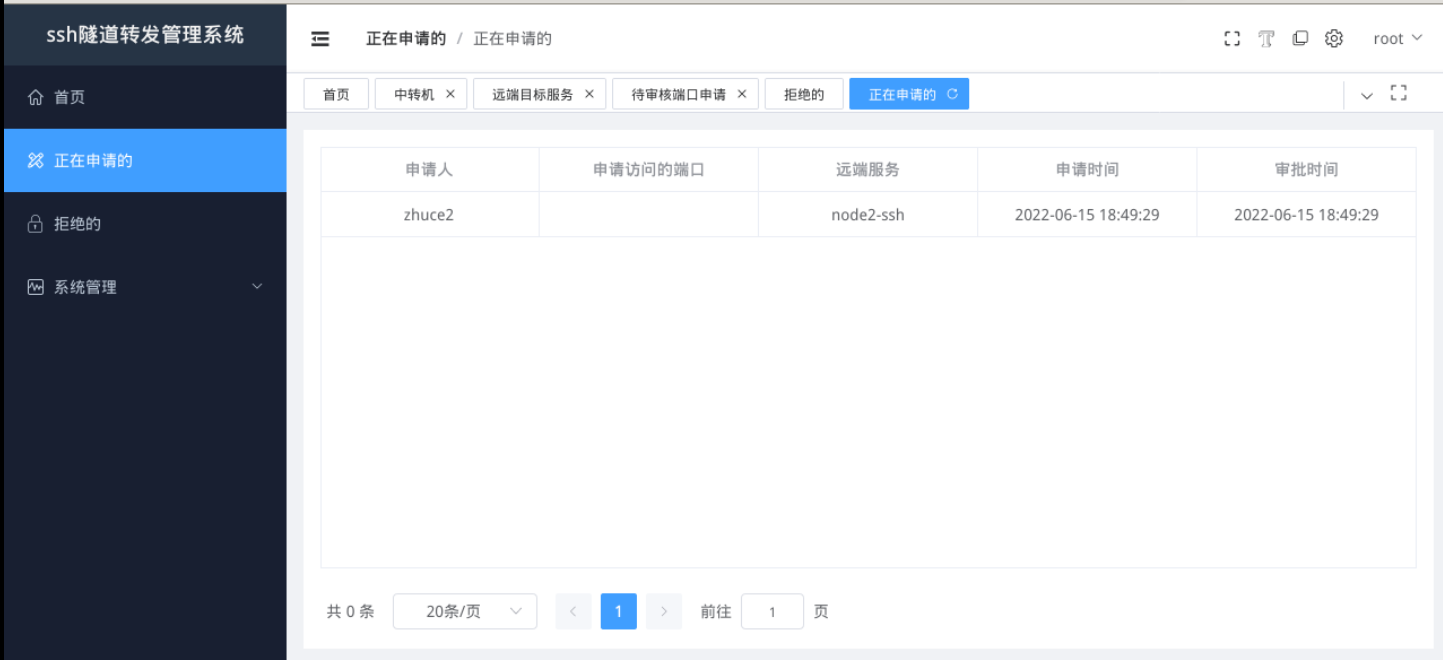 ssh隧道转发管理系统
首页
正在申请的
拒绝的
系统管理
正在申请的 / 正在申请的
root
首页 中转机 远端目标服务 待审核端口申请 拒绝的 正在申请的
申请人 申请访问的端口 远端服务 申请时间 审批时间
zhuce2 node2-ssh 2022-06-15 18:49:29 2022-06-15 18:49:29
共 0 条 20条/页 1 前往 1 页